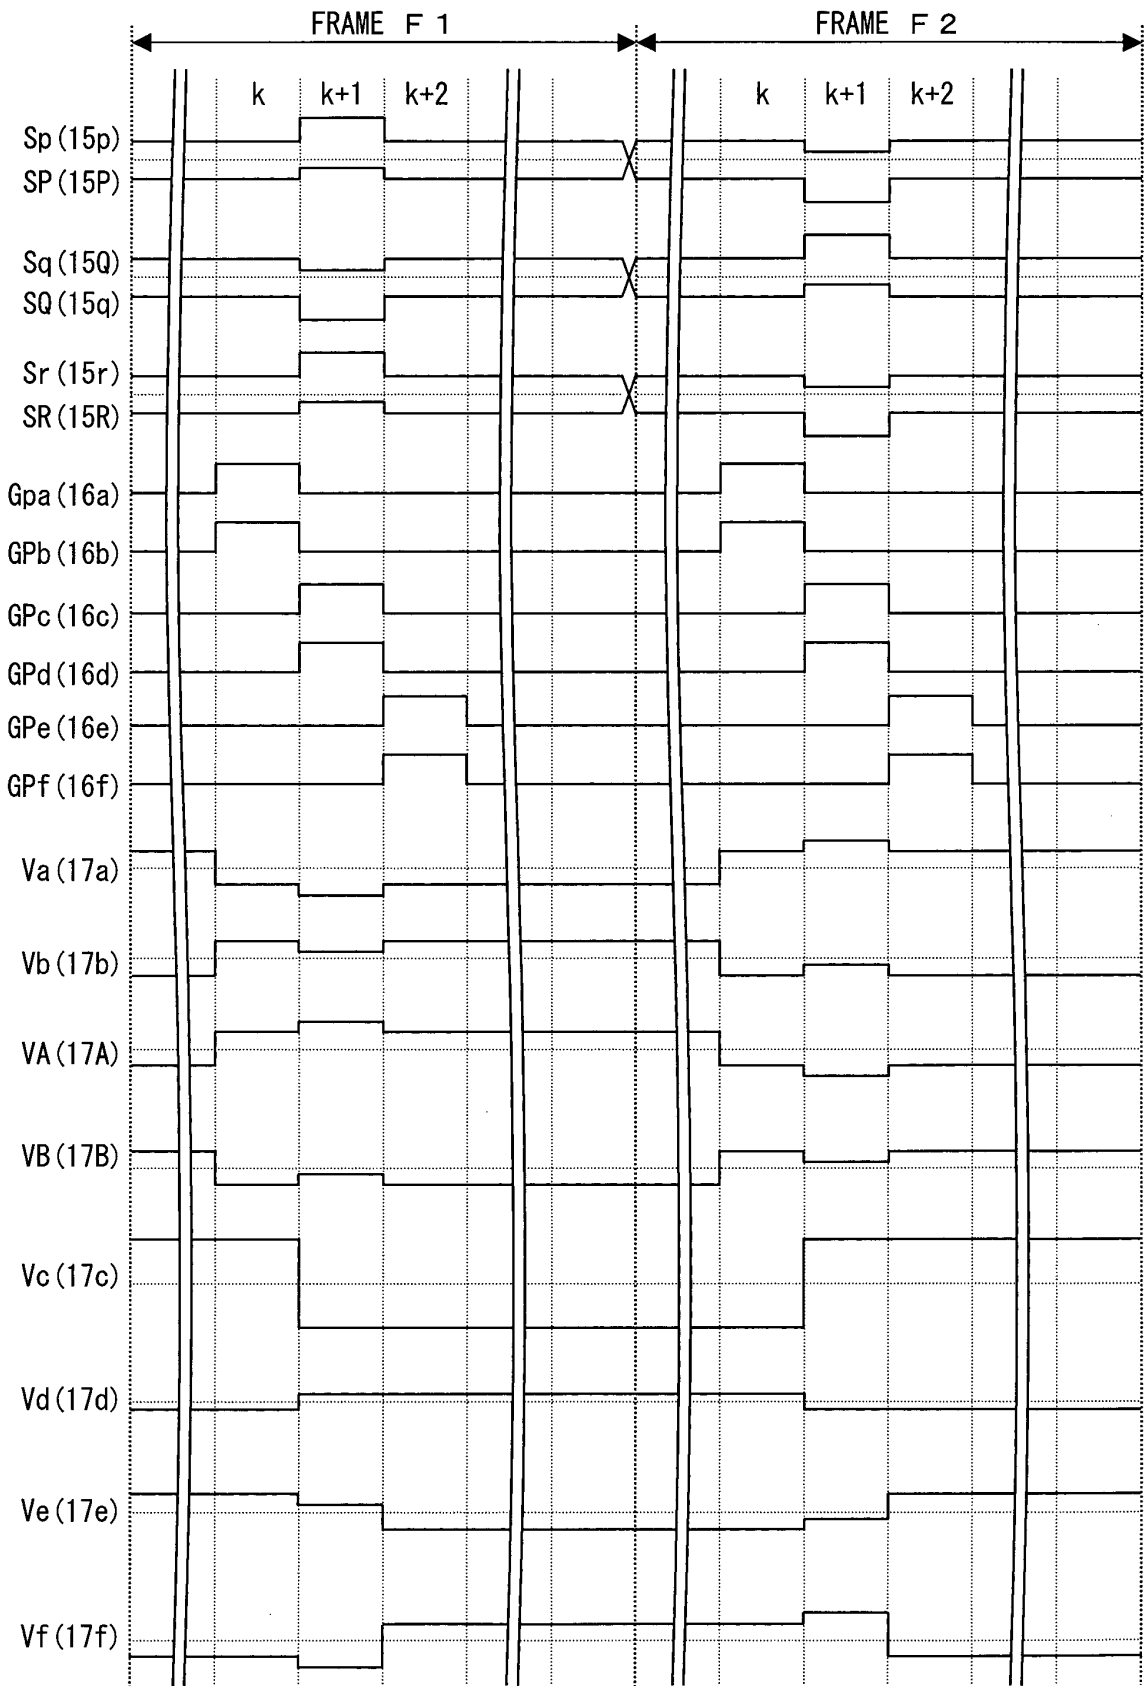 FRAME F 1
FRAME F 2
k k+1 k+2
k k+1 k+2
Sp(15p)
SP(15P)
Sq(15Q)
SQ(15q)
Sr(15r)
SR(15R)
Gpa(16a)
GPb(16b)
GPc(16c)
GPd(16d)
GPe(16e)
GPf(16f)
Va(17a)
Vb(17b)
VA(17A)
VB(17B)
Vc(17c)
Vd(17d)
Ve(17e)
Vf(17f)